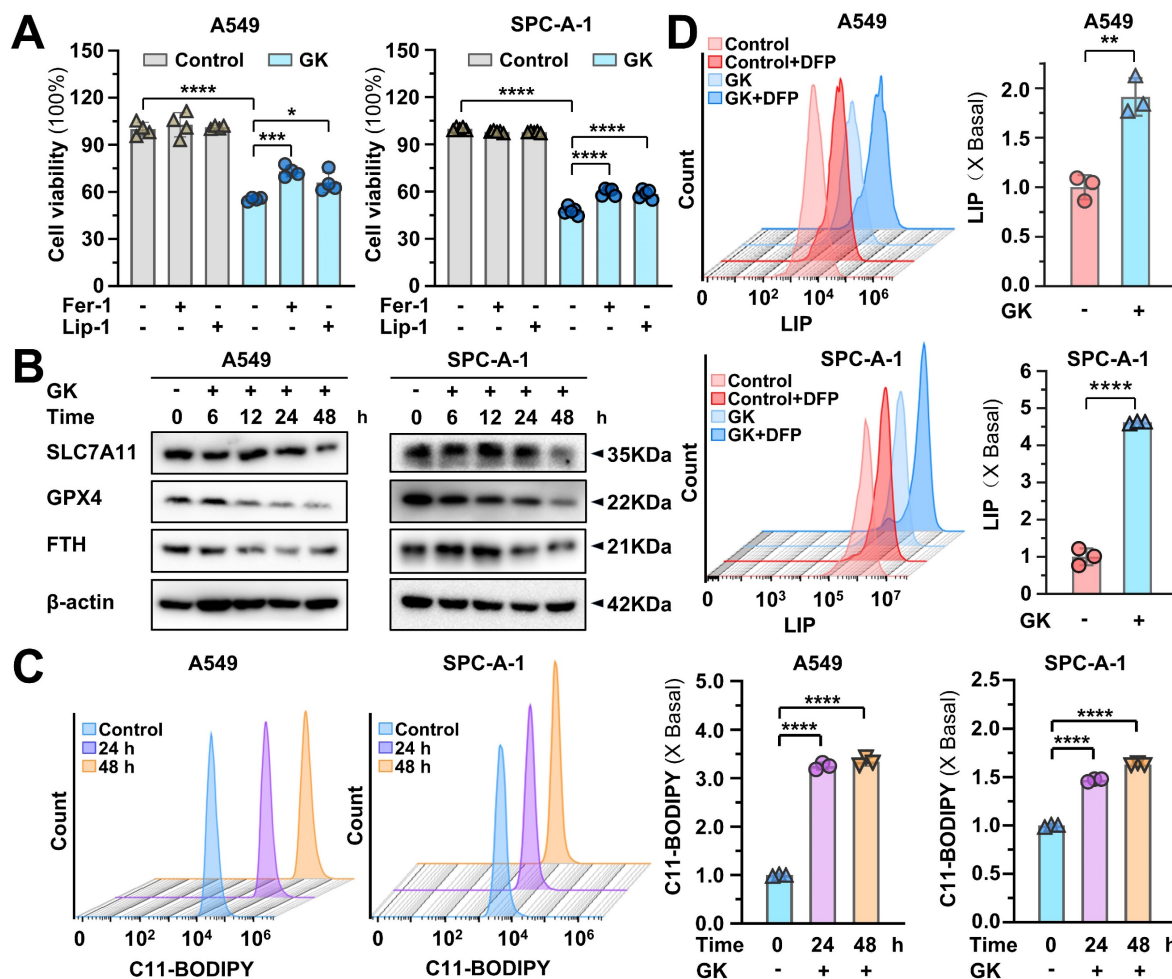 A
A549
Control GK
Cell viability (100%)
150
120
90
60
30
0
****
***
*
Fer-1 - + - - + -
Lip-1 - - + - - +
SPC-A-1
Control GK
Cell viability (100%)
150
120
90
60
30
0
****
****
****
- + - - + -
- - + - - +
B
A549
SPC-A-1
GK - + + + + - + + + +
Time 0 6 12 24 48 h 0 6 12 24 48 h
SLC7A11 35KDa
GPX4 22KDa
FTH 21KDa
β-actin 42KDa
C
A549
Control
24 h
48 h
Count
0 10² 10⁴ 10⁶
C11-BODIPY
SPC-A-1
Control
24 h
48 h
Count
0 10² 10⁴ 10⁶
C11-BODIPY
A549
C11-BODIPY (X Basal)
5.0
4.0
3.0
2.0
1.0
0.0
****
****
Time 0 24 48 h
GK - + +
SPC-A-1
C11-BODIPY (X Basal)
2.5
2.0
1.5
1.0
0.5
0.0
****
****
Time 0 24 48 h
GK - + +
D
A549
Control
Control+DFP
GK
GK+DFP
Count
0 10² 10⁴ 10⁶
LIP
A549
LIP (X Basal)
2.0
1.5
1.0
2.5
0.0
**
GK - +
SPC-A-1
Control
Control+DFP
GK
GK+DFP
Count
0 10³ 10⁵ 10⁷
LIP
SPC-A-1
LIP (X Basal)
6
5
4
3
2
1
0
****
GK - +